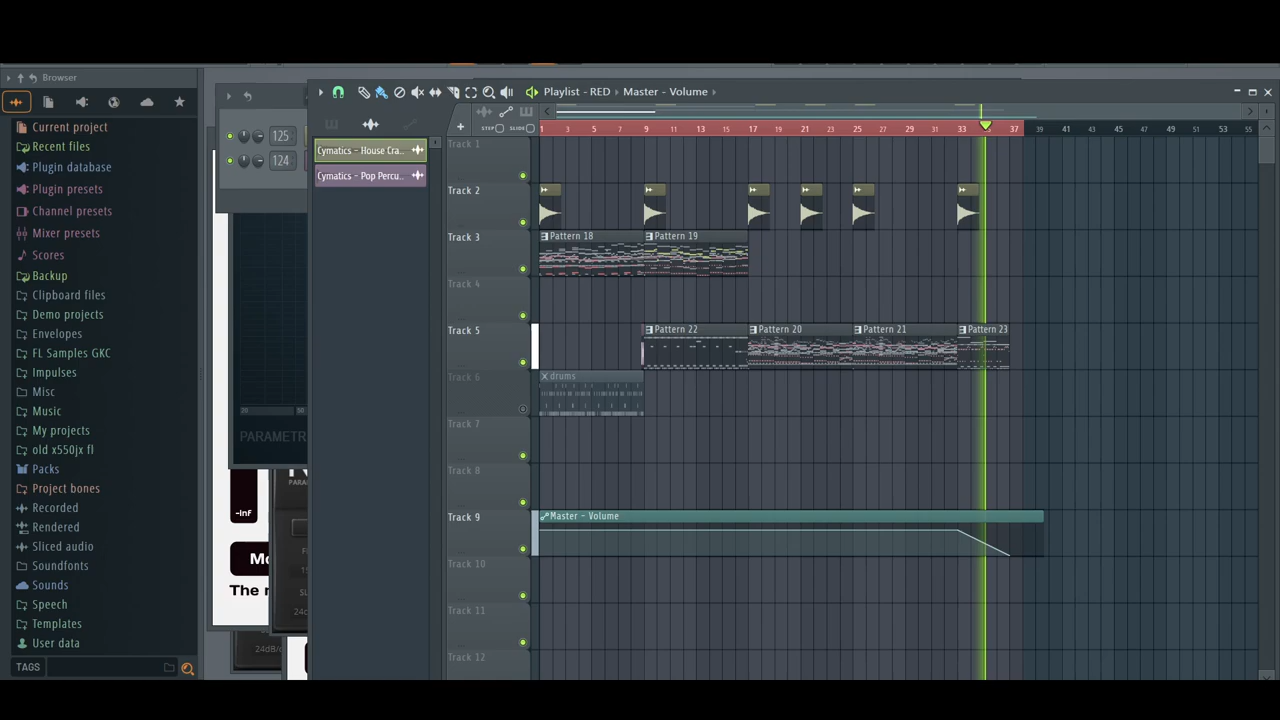 Browser
Current project
Recent files
Plugin database
Plugin presets
Channel presets
Mixer presets
Scores
Backup
Clipboard files
Demo projects
Envelopes
FL Samples GKC
Impulses
Misc
Music
My projects
old x550jx fl
Packs
Project bones
Recorded
Rendered
Sliced audio
Soundfonts
Sounds
Speech
Templates
User data
TAGS
125
124
20
50
PARAMETR
-inf
The r
24dB/
Playlist - RED
Master - Volume
Cymatics - House Cra..
Cymatics - Pop Percu..
STEP
SLIDE
1 3 5 7 9 11 13 15 17 19 21 23 25 27 29 31 33 37 39 41 43 45 47 49 51 53 55
Track 1
Track 2
Track 3
Pattern 18
Pattern 19
Track 4
Track 5
Pattern 22
Pattern 20
Pattern 21
Pattern 23
Track 6
drums
Track 7
Track 8
Track 9
Master - Volume
Track 10
Track 11
Track 12